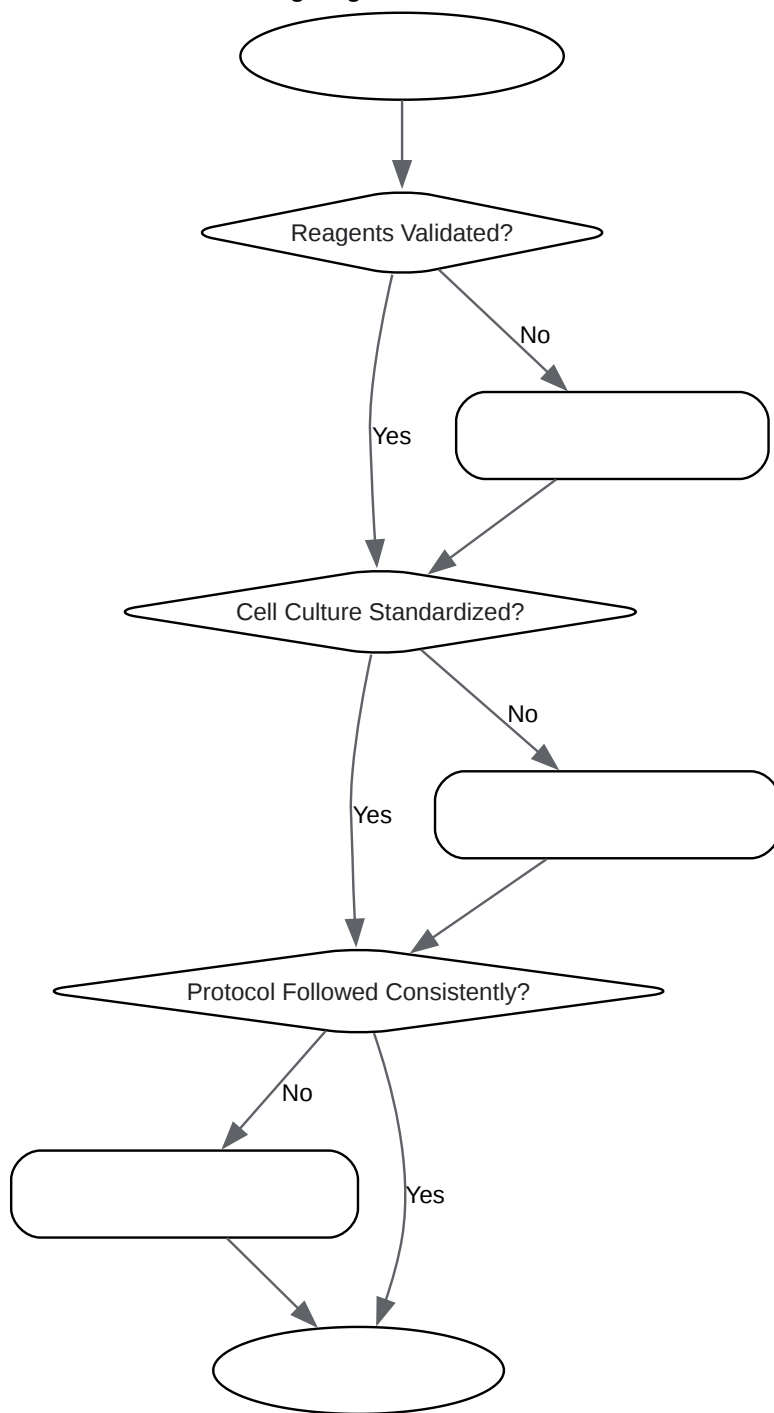 Reagents Validated?
No
Yes
Cell Culture Standardized?
No
Yes
Protocol Followed Consistently?
No
Yes